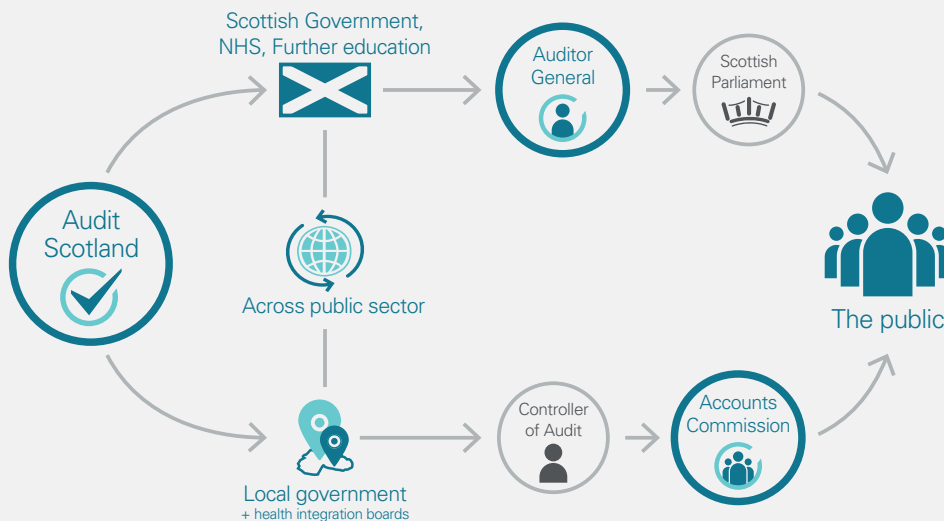 Scottish Government,
NHS, Further education
Auditor
General
Scottish
Parliament
Audit
Scotland
Across public sector
The public
Controller
of Audit
Accounts
Commission
Local government
+ health integration boards